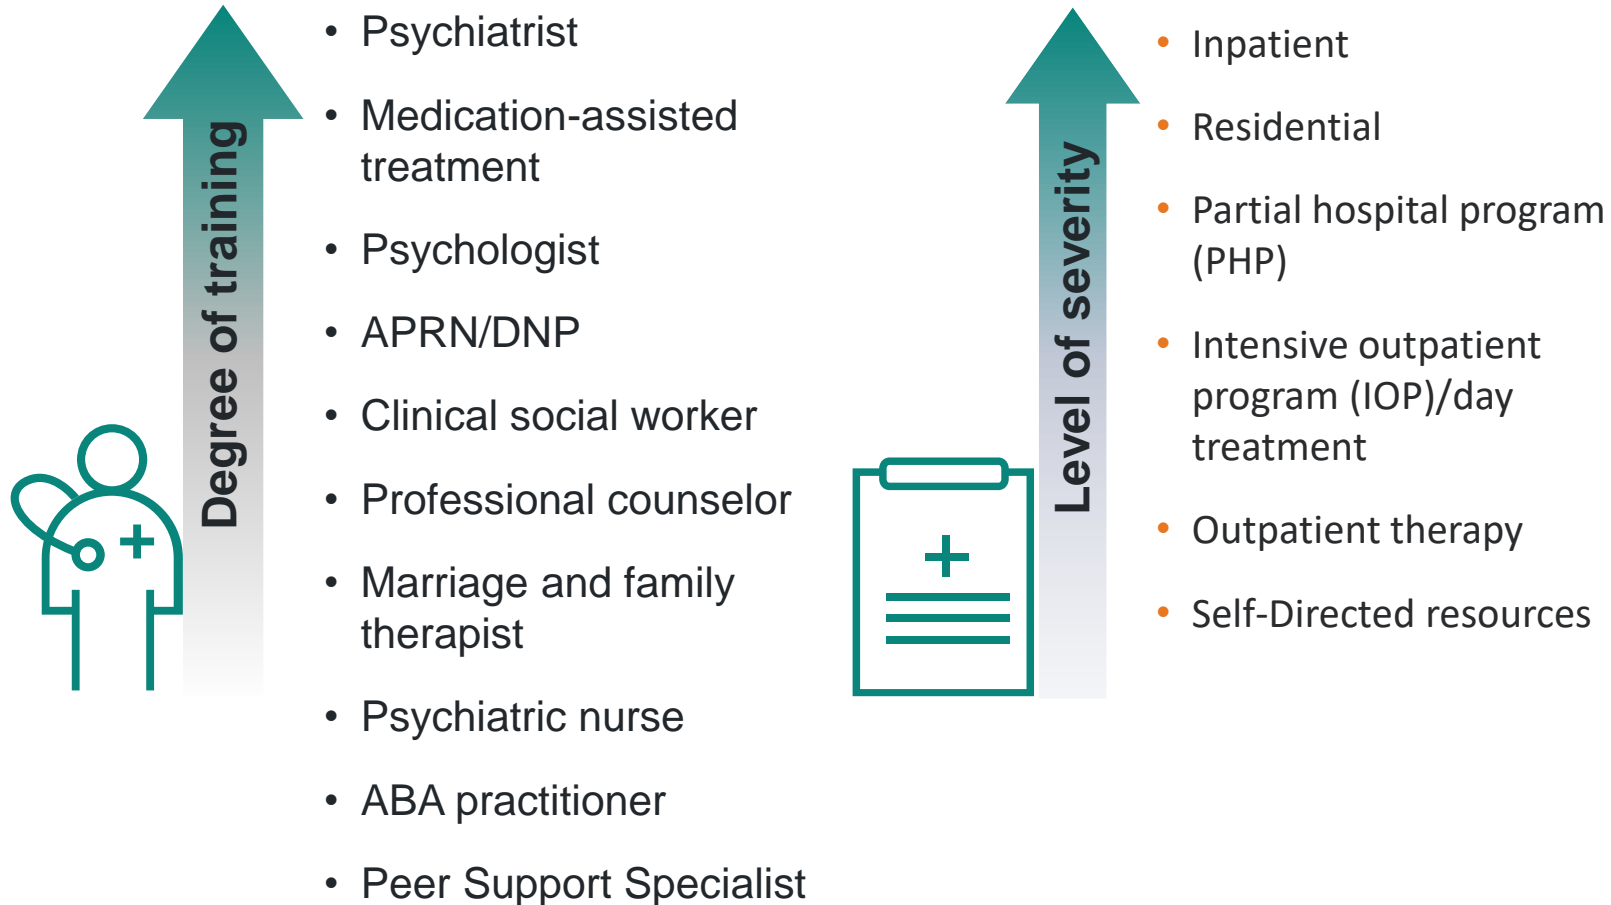 Degree of training
• Psychiatrist
• Medication-assisted
treatment
• Psychologist
• APRN/DNP
• Clinical social worker
• Professional counselor
• Marriage and family
therapist
• Psychiatric nurse
• ABA practitioner
• Peer Support Specialist
Level of severity
• Inpatient
• Residential
• Partial hospital program
(PHP)
• Intensive outpatient
program (IOP)/day
treatment
• Outpatient therapy
• Self-Directed resources